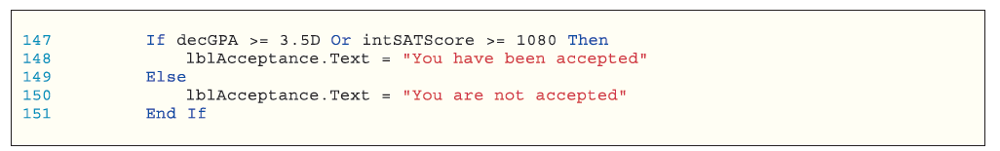 147 If decGPA >= 3.5D Or intSATScore >= 1080 Then
148 lblAcceptance.Text = "You have been accepted"
149 Else
150 lblAcceptance.Text = "You are not accepted"
151 End If